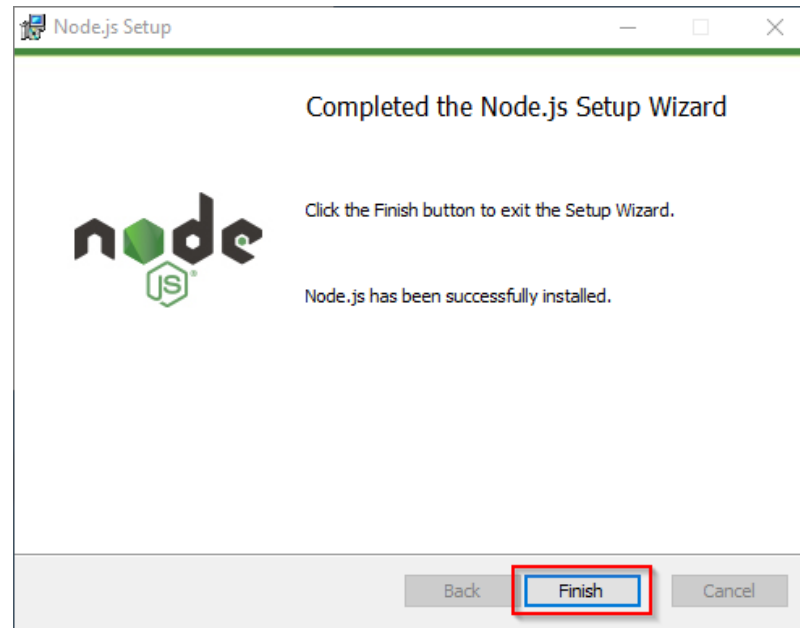 Node.js Setup
Completed the Node.js Setup Wizard
Click the Finish button to exit the Setup Wizard.
node
JS®
Node.js has been successfully installed.
Back Finish Cancel